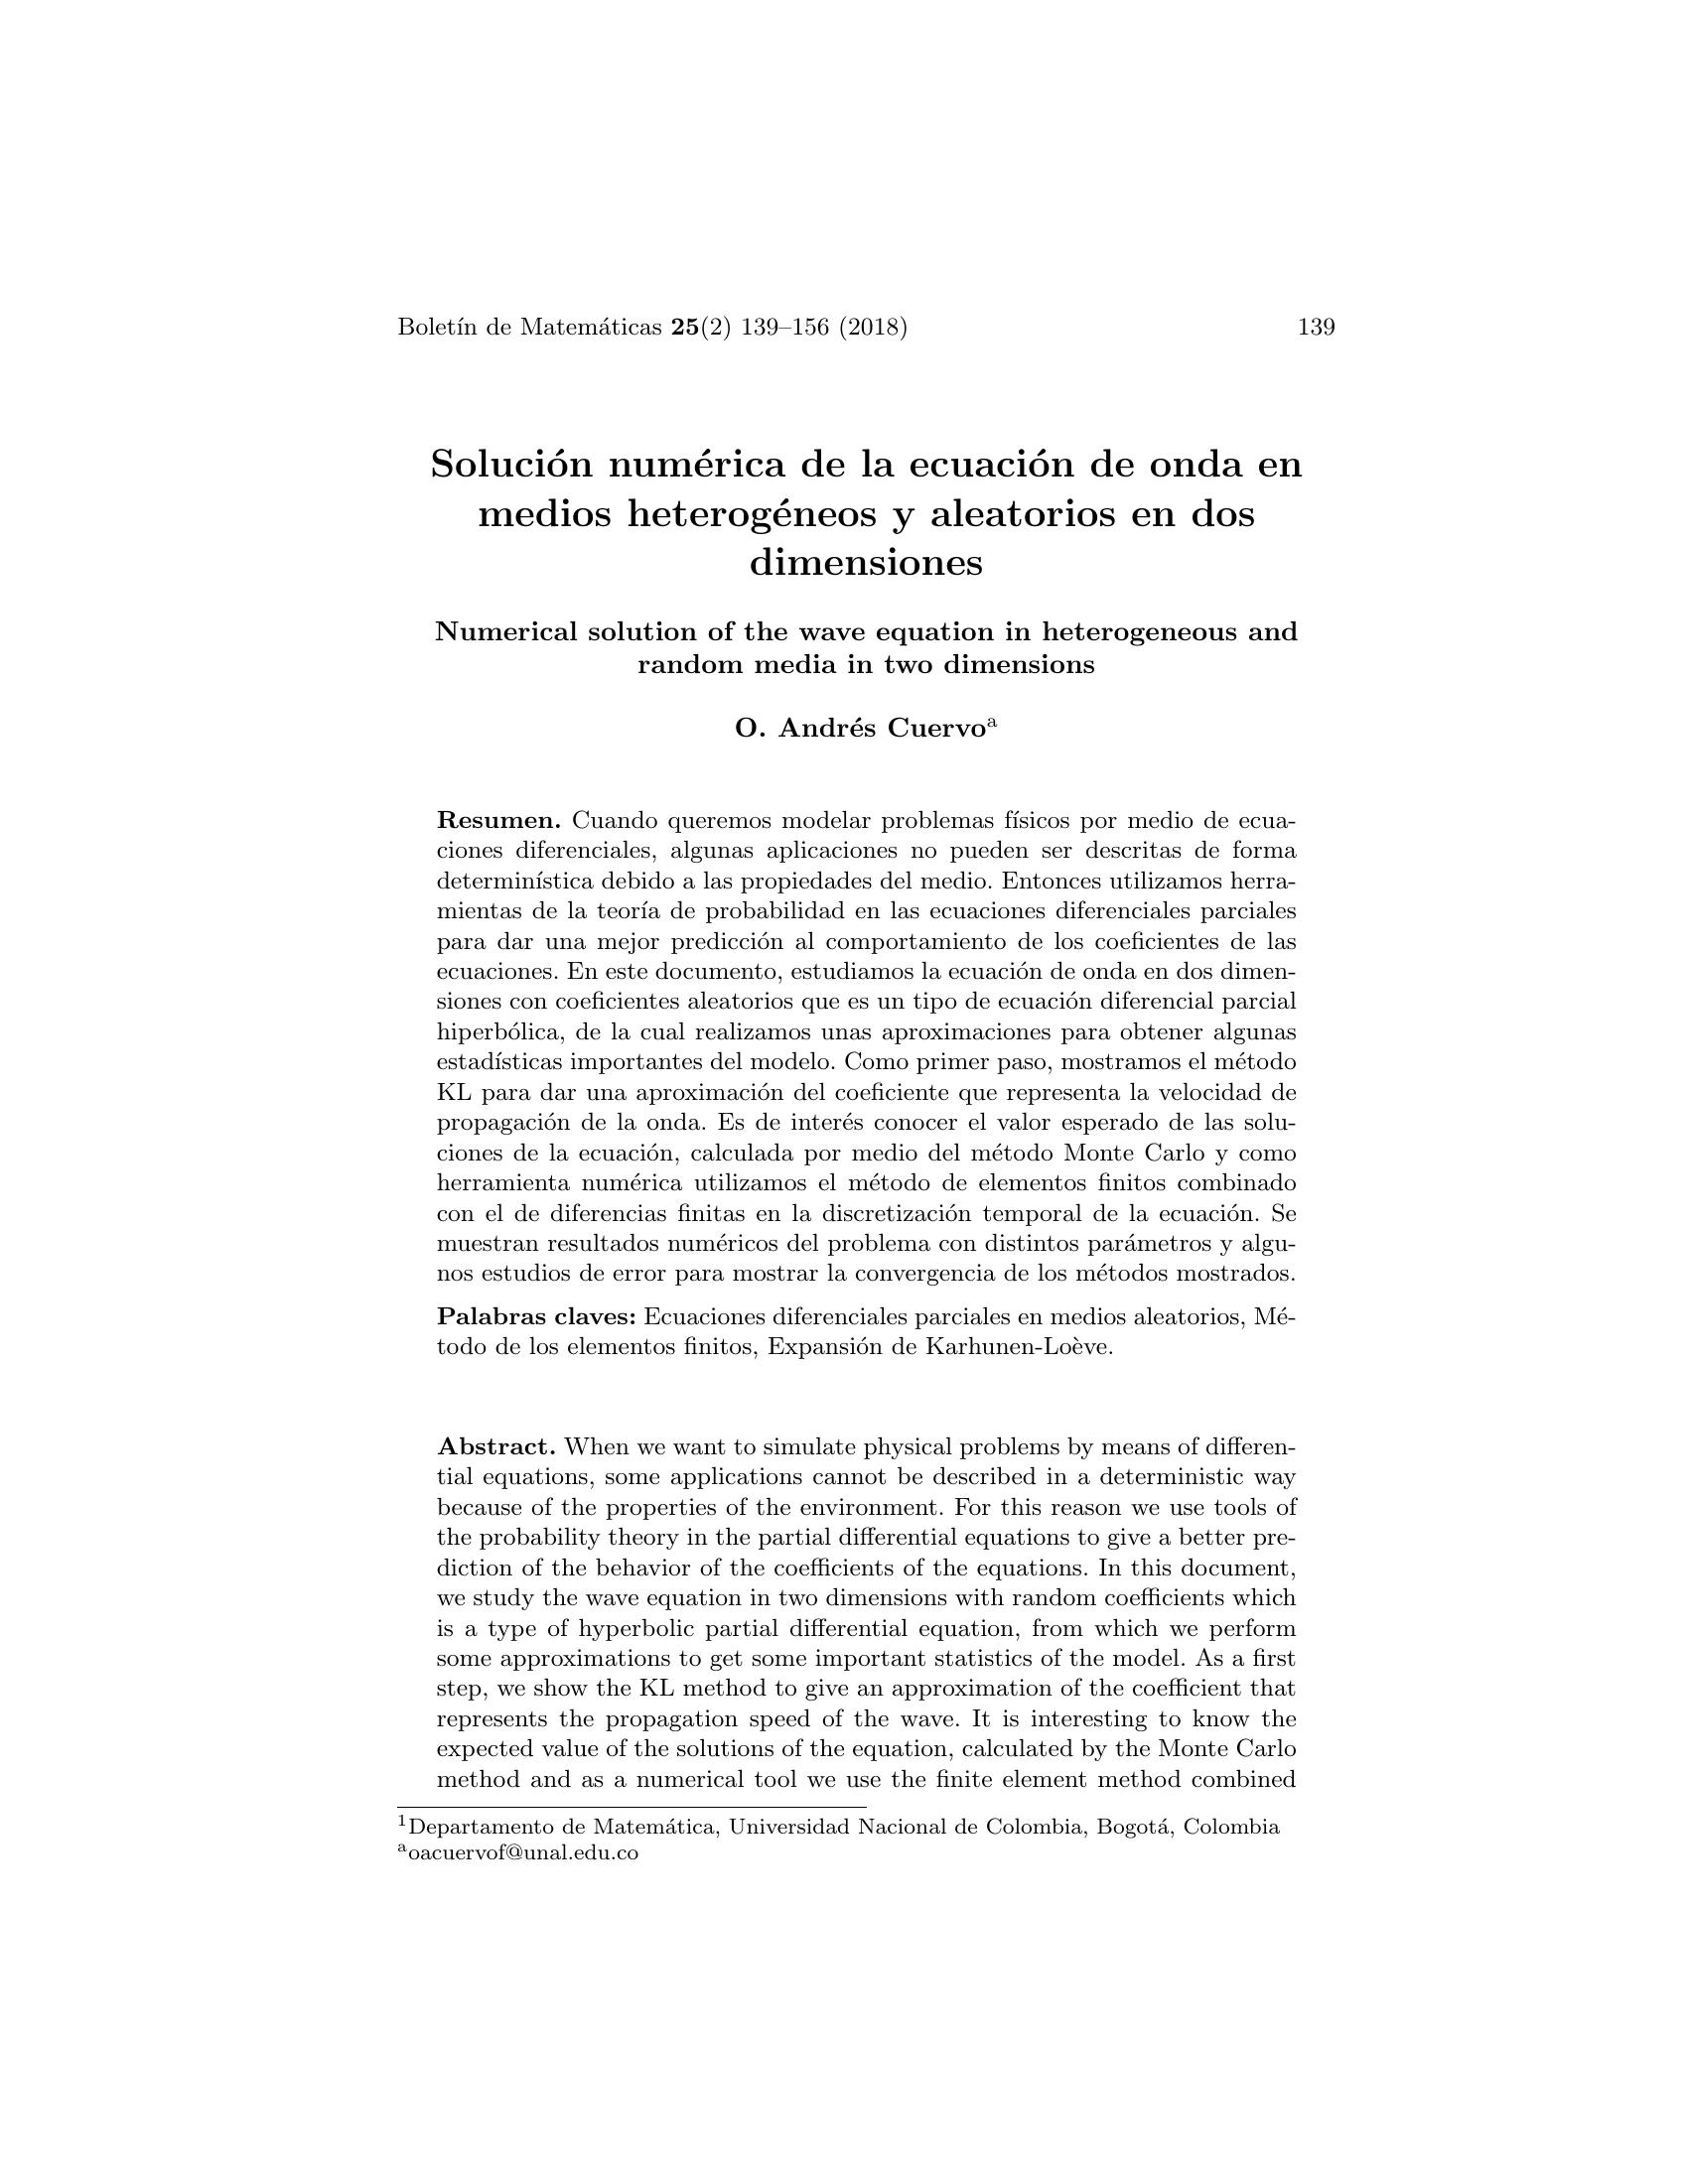 Boletín de Matemáticas 25(2) 139–156 (2018) 139
Solución numérica de la ecuación de onda en
medios heterogéneos y aleatorios en dos
dimensiones
Numerical solution of the wave equation in heterogeneous and
random media in two dimensions
O. Andrés Cuervoᵃ
Resumen. Cuando queremos modelar problemas físicos por medio de ecua-
ciones diferenciales, algunas aplicaciones no pueden ser descritas de forma
determinística debido a las propiedades del medio. Entonces utilizamos herra-
mientas de la teoría de probabilidad en las ecuaciones diferenciales parciales
para dar una mejor predicción al comportamiento de los coeficientes de las
ecuaciones. En este documento, estudiamos la ecuación de onda en dos dimen-
siones con coeficientes aleatorios que es un tipo de ecuación diferencial parcial
hiperbólica, de la cual realizamos unas aproximaciones para obtener algunas
estadísticas importantes del modelo. Como primer paso, mostramos el método
KL para dar una aproximación del coeficiente que representa la velocidad de
propagación de la onda. Es de interés conocer el valor esperado de las solu-
ciones de la ecuación, calculada por medio del método Monte Carlo y como
herramienta numérica utilizamos el método de elementos finitos combinado
con el de diferencias finitas en la discretización temporal de la ecuación. Se
muestran resultados numéricos del problema con distintos parámetros y algu-
nos estudios de error para mostrar la convergencia de los métodos mostrados.
Palabras claves: Ecuaciones diferenciales parciales en medios aleatorios, Mé-
todo de los elementos finitos, Expansión de Karhunen-Loève.
Abstract. When we want to simulate physical problems by means of differen-
tial equations, some applications cannot be described in a deterministic way
because of the properties of the environment. For this reason we use tools of
the probability theory in the partial differential equations to give a better pre-
diction of the behavior of the coefficients of the equations. In this document,
we study the wave equation in two dimensions with random coefficients which
is a type of hyperbolic partial differential equation, from which we perform
some approximations to get some important statistics of the model. As a first
step, we show the KL method to give an approximation of the coefficient that
represents the propagation speed of the wave. It is interesting to know the
expected value of the solutions of the equation, calculated by the Monte Carlo
method and as a numerical tool we use the finite element method combined
¹Departamento de Matemática, Universidad Nacional de Colombia, Bogotá, Colombia
ᵃoacuervof@unal.edu.co